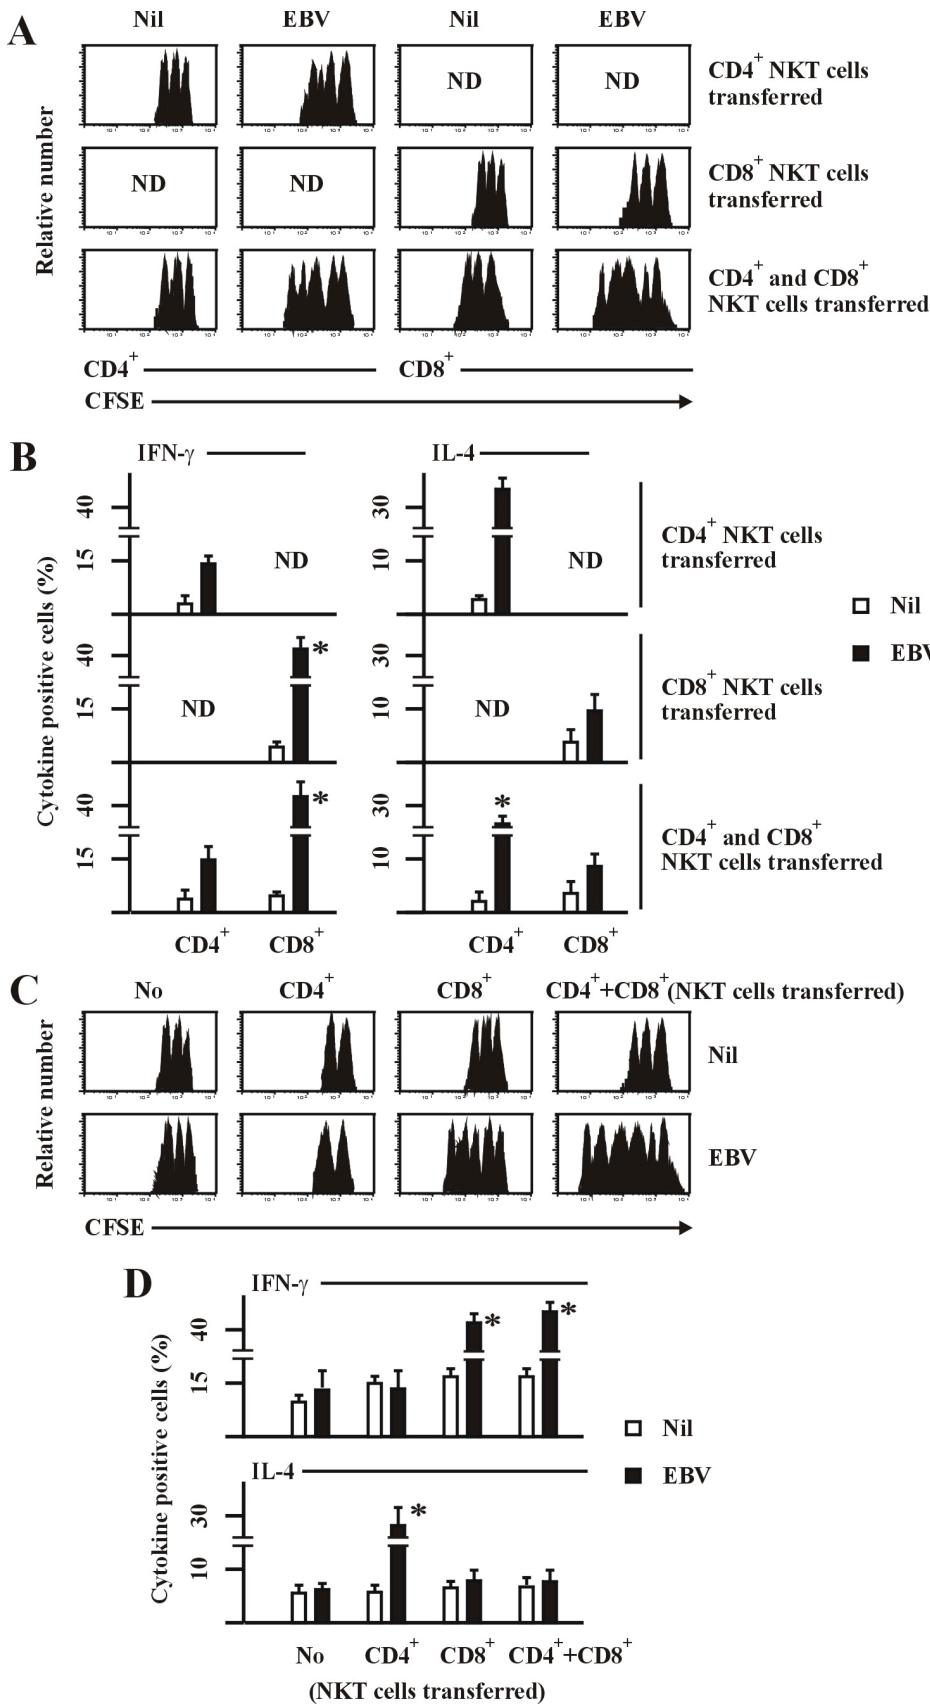 A
Nil EBV Nil EBV
ND ND
CD4+ NKT cells
transferred
ND ND
CD8+ NKT cells
transferred
CD4+ and CD8+
NKT cells transferred
Relative number
CD4+ CD8+
CFSE
B
IFN-γ IL-4
40 30
15 ND 10 ND
CD4+ NKT cells
transferred
Nil
EBV
40 * 30
15 ND 10 ND
CD8+ NKT cells
transferred
40 * 30 *
15 10
CD4+ and CD8+
NKT cells transferred
Cytokine positive cells (%)
CD4+ CD8+ CD4+ CD8+
C
No CD4+ CD8+ CD4++CD8+(NKT cells transferred)
Nil
EBV
Relative number
CFSE
D
IFN-γ
40 * *
15
Nil
EBV
IL-4
30 *
10
Cytokine positive cells (%)
No CD4+ CD8+ CD4++CD8+
(NKT cells transferred)